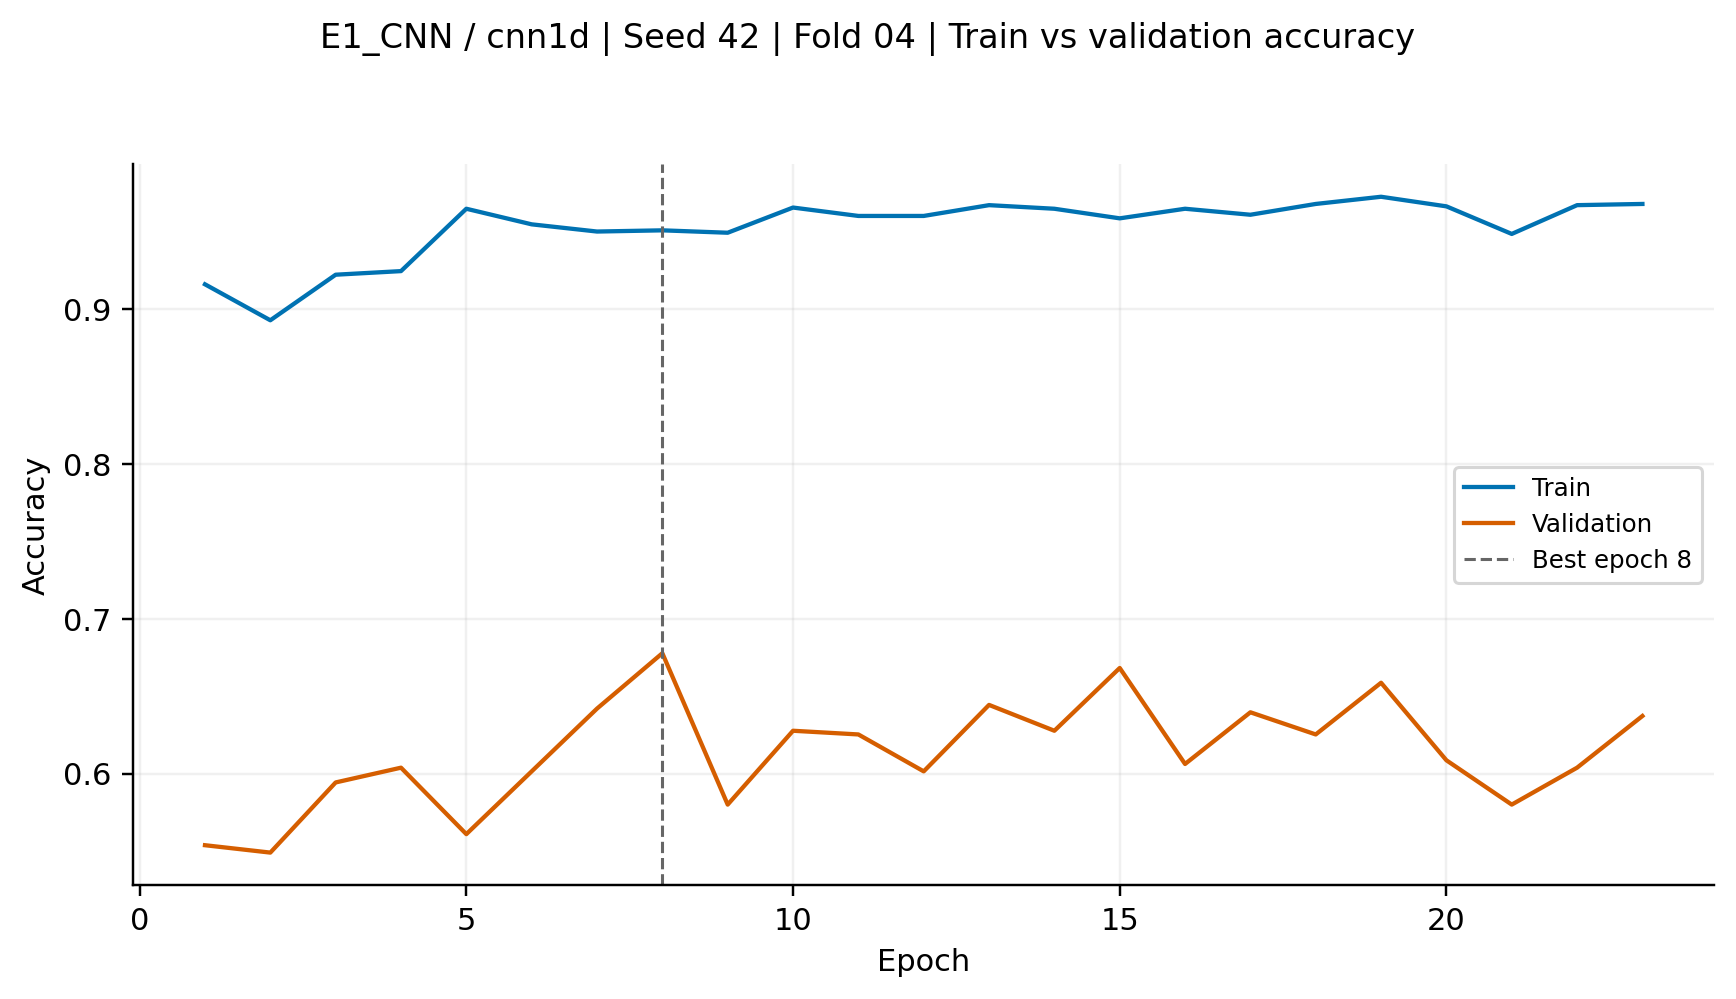 E1_CNN / cnn1d | Seed 42 | Fold 04 | Train vs validation accuracy
Accuracy
0.9
0.8
0.7
0.6
Train
Validation
Best epoch 8
0 5 10 15 20
Epoch